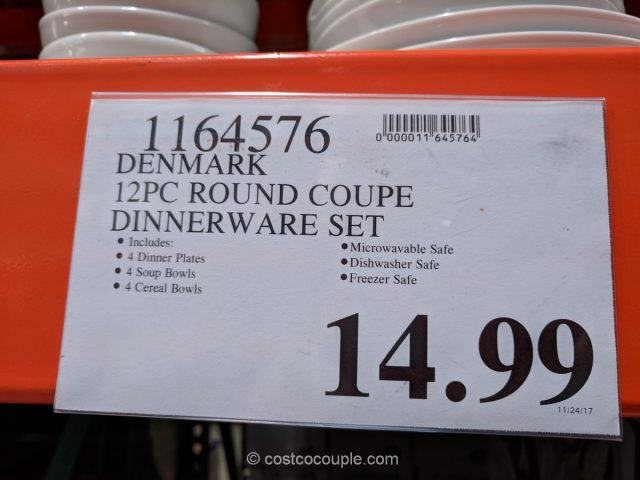 1164576
0 000011 645764
DENMARK
12PC ROUND COUPE
DINNERWARE SET
• Includes:
• 4 Dinner Plates
• 4 Soup Bowls
• 4 Cereal Bowls
• Microwavable Safe
• Dishwasher Safe
• Freezer Safe
14.99
11/24/17
© costcocouple.com